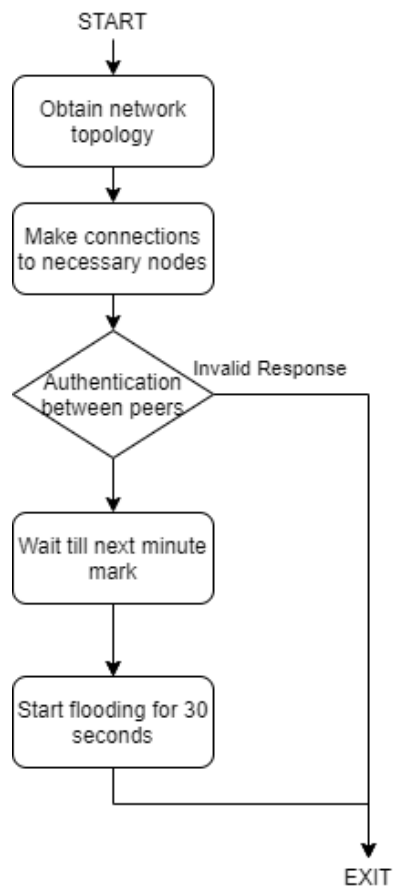 START
Obtain network
topology
Make connections
to necessary nodes
Authentication
between peers
Invalid Response
Wait till next minute
mark
Start flooding for 30
seconds
EXIT